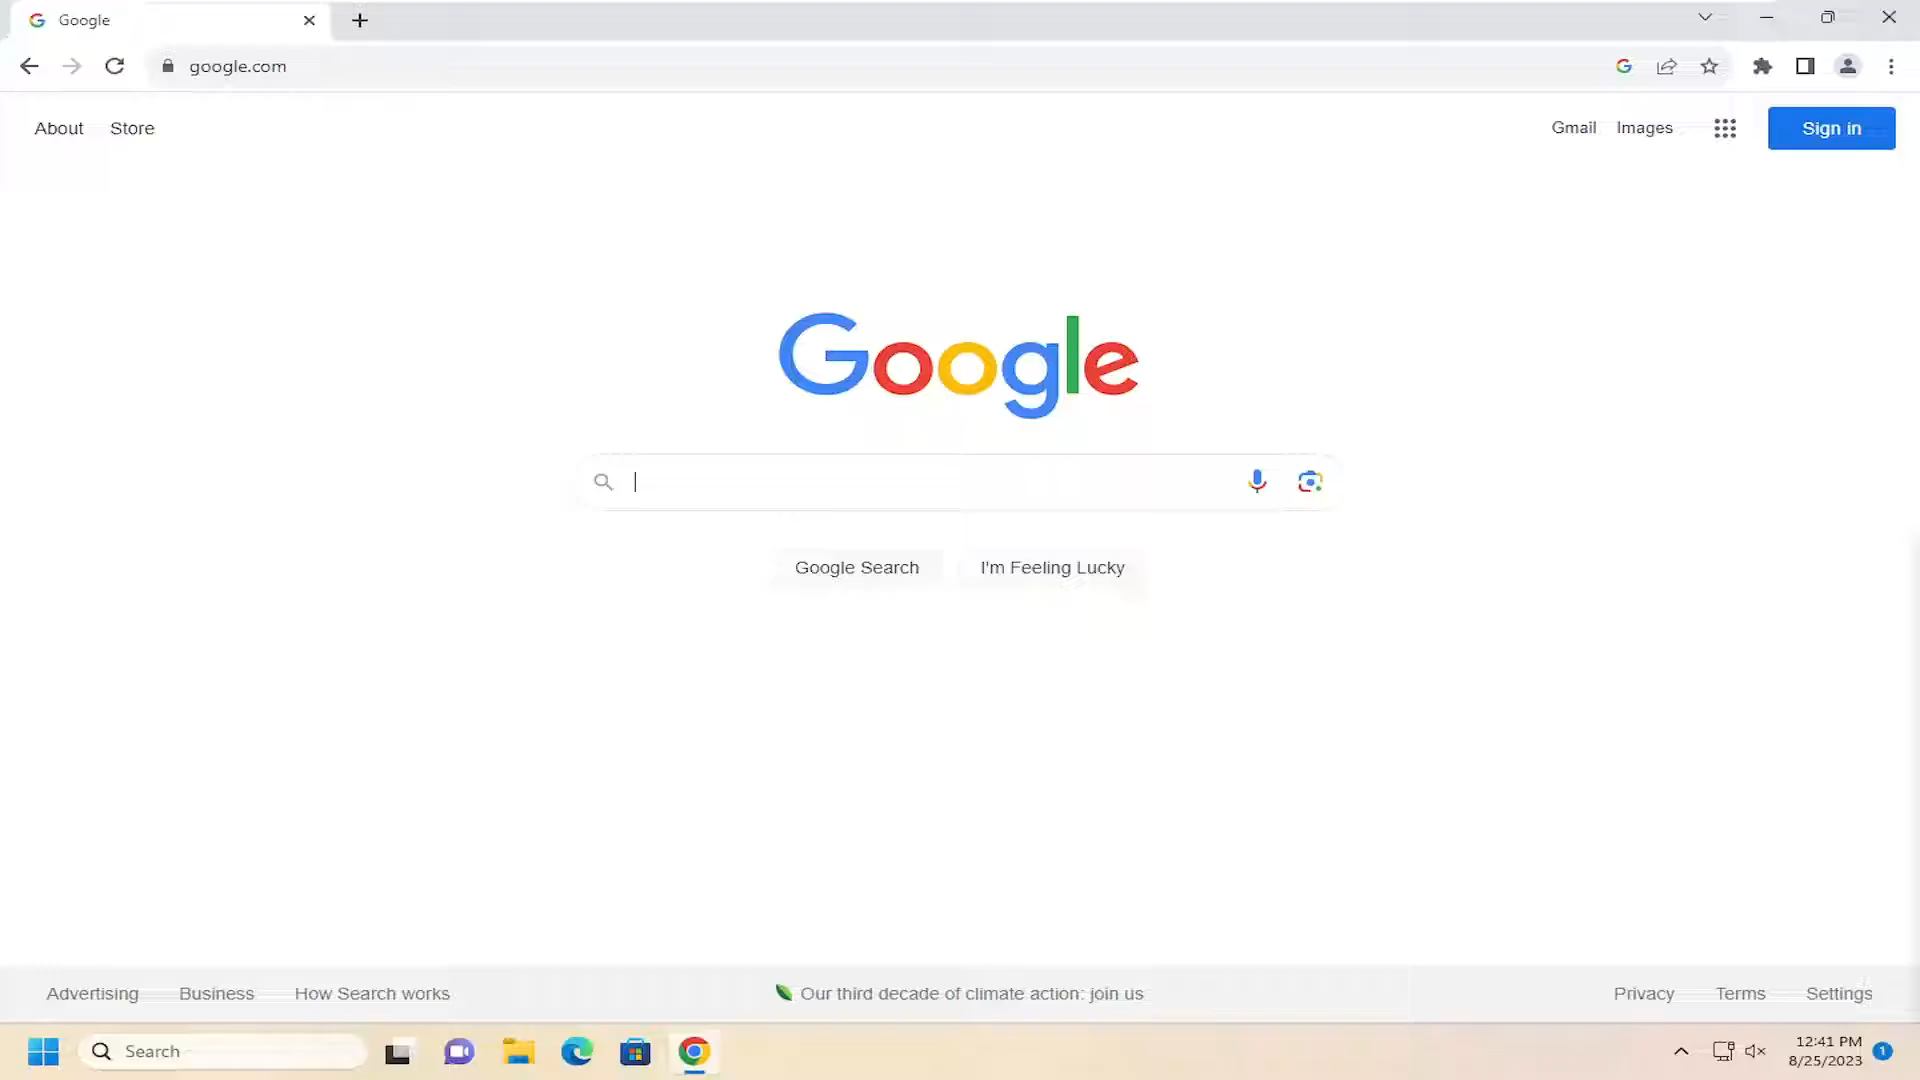 Google
google.com
About Store Gmail Images Sign in
Google
Google Search I'm Feeling Lucky
Advertising Business How Search works Our third decade of climate action: join us Privacy Terms Settings
Search 12:41 PM
8/25/2023 1